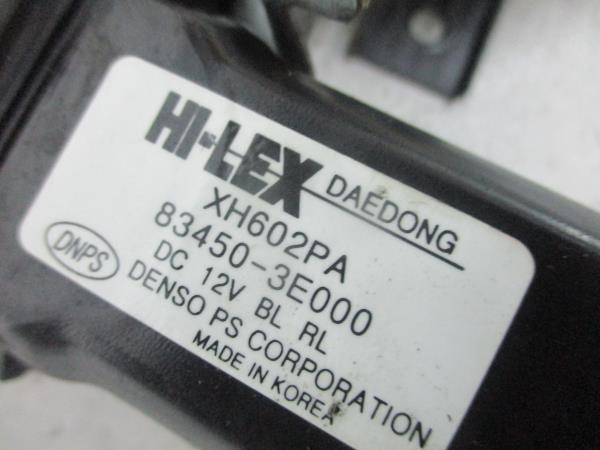 HI-LEX DAEDONG
XH602PA
83450-3E000
DNPS
DC 12V BL RL
DENSO PS CORPORATION
MADE IN KOREA